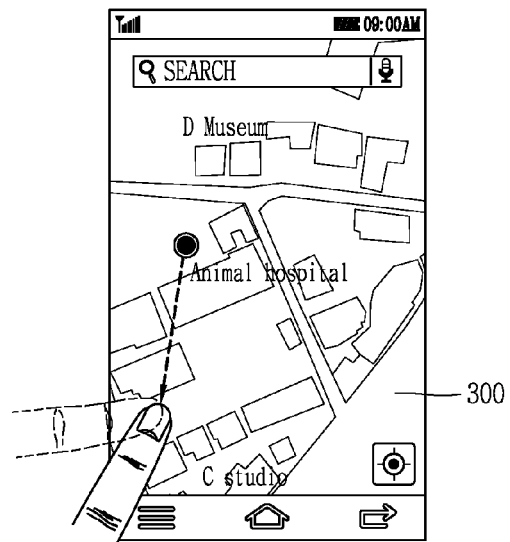 09:00AM
SEARCH
D Museum
Animal hospital
300
C studio